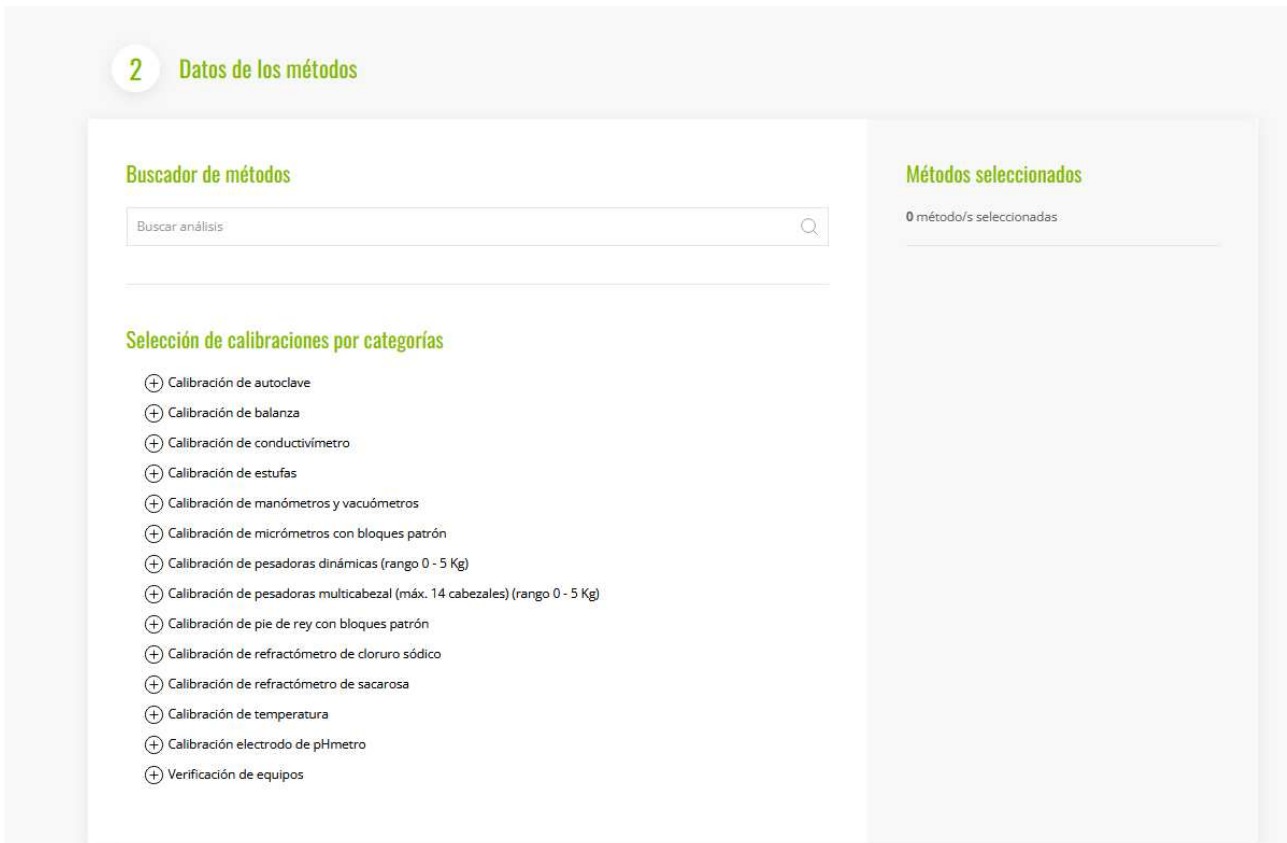 2
Datos de los métodos
Buscador de métodos
Buscar análisis
Selección de calibraciones por categorías
Calibración de autoclave
Calibración de balanza
Calibración de conductivímetro
Calibración de estufas
Calibración de manómetros y vacuómetros
Calibración de micrómetros con bloques patrón
Calibración de pesadoras dinámicas (rango 0 - 5 Kg)
Calibración de pesadoras multicabezal (máx. 14 cabezales) (rango 0 - 5 Kg)
Calibración de pie de rey con bloques patrón
Calibración de refractómetro de cloruro sódico
Calibración de refractómetro de sacarosa
Calibración de temperatura
Calibración electrodo de pHmetro
Verificación de equipos
Métodos seleccionados
0 método/s seleccionadas